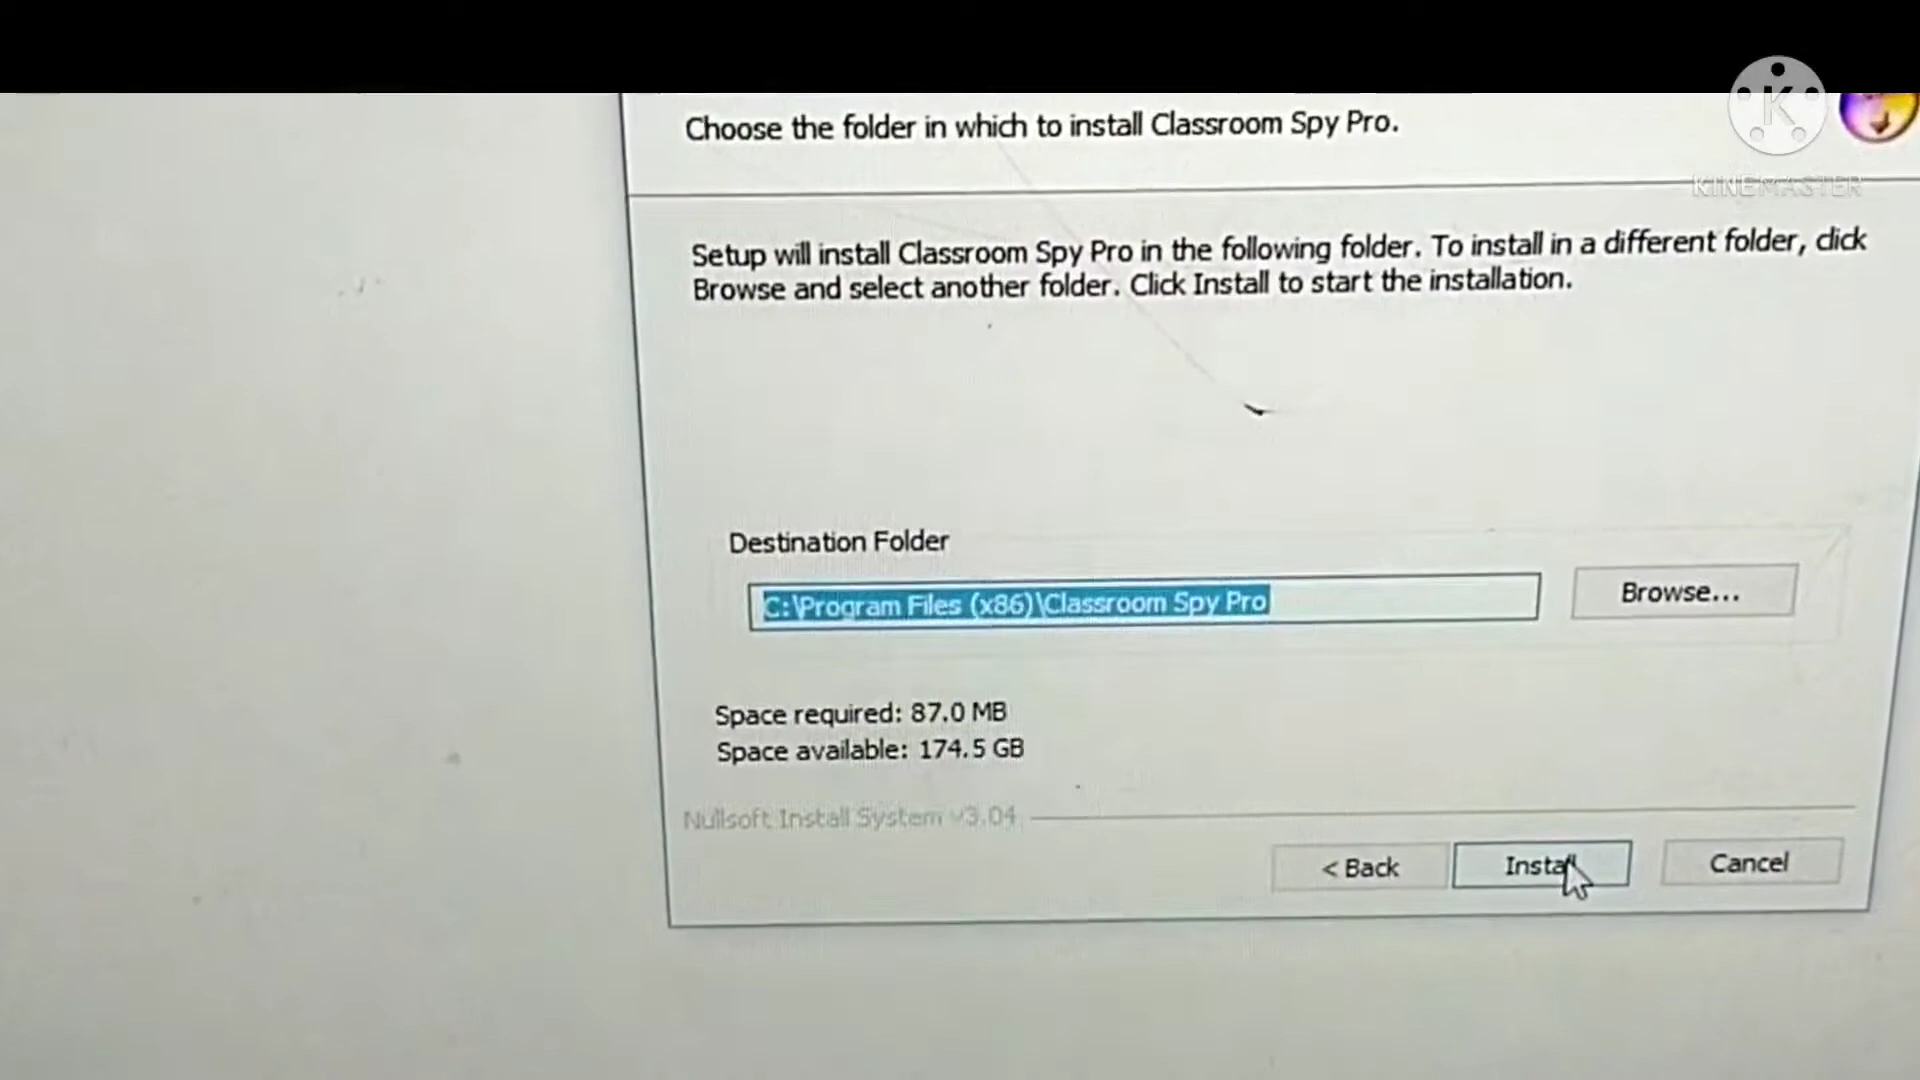 Choose the folder in which to install Classroom Spy Pro.
K
KINEMASTER
Setup will install Classroom Spy Pro in the following folder. To install in a different folder, click
Browse and select another folder. Click Install to start the installation.
Destination Folder
C:\Program Files (x86)\Classroom Spy Pro
Browse...
Space required: 87.0 MB
Space available: 174.5 GB
Nullsoft Install System v3.04
< Back
Install
Cancel